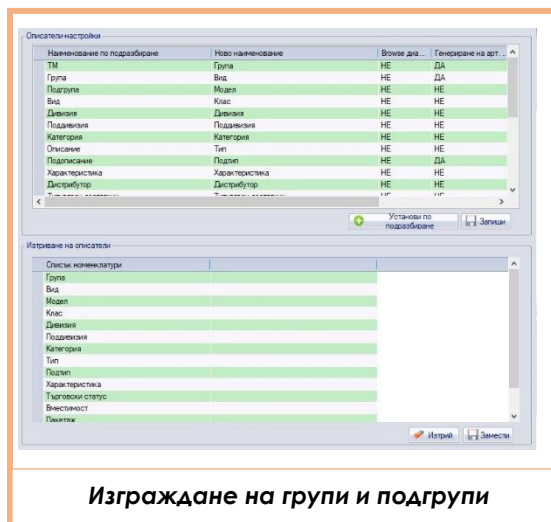 Описатели-настройки
Наименование по подразбиране Ново наименование Browse диа... Генериране на арт. ...
ТМ Група НЕ ДА
Група Вид НЕ ДА
Подгрупа Модел НЕ НЕ
Вид Клас НЕ НЕ
Дивизия Дивизия НЕ НЕ
Поддивизия Поддивизия НЕ НЕ
Категория Категория НЕ НЕ
Описание Тип НЕ НЕ
Подописание Подтип НЕ ДА
Характеристика Характеристика НЕ НЕ
Дистрибутор Дистрибутор НЕ НЕ
Установи по
подразбиране
Запиши
Изтриване на описатели
Списък номенклатури
Група
Вид
Модел
Клас
Дивизия
Поддивизия
Категория
Тип
Подтип
Характеристика
Търговски статус
Вместимост
Пакетаж
Изтрий Замести
Изграждане на групи и подгрупи